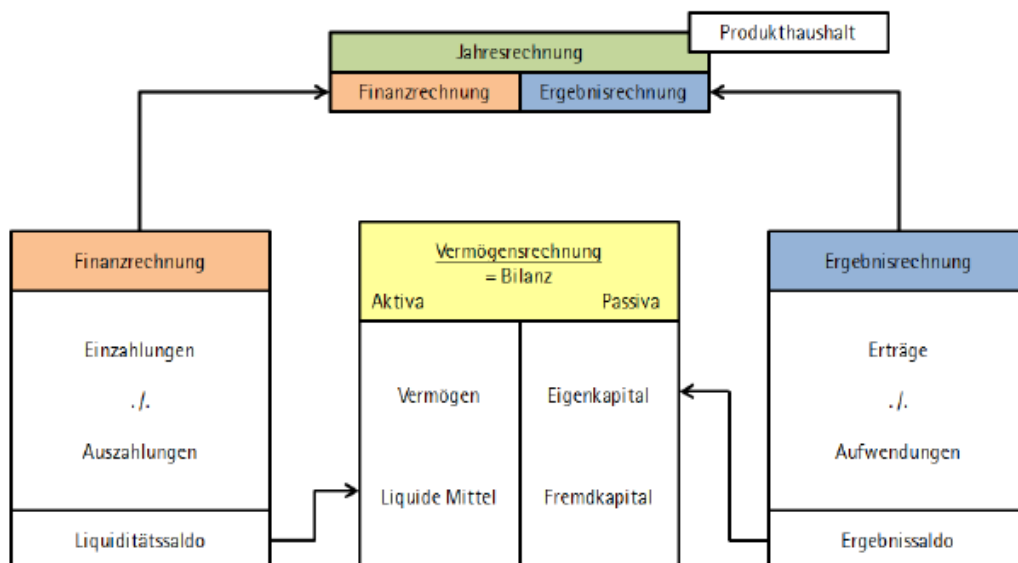 Produkthaushalt
Jahresrechnung
Finanzrechnung Ergebnisrechnung
Finanzrechnung
Einzahlungen
./.
Auszahlungen
Liquiditätssaldo
Vermögensrechnung
= Bilanz
Aktiva Passiva
Vermögen Eigenkapital
Liquide Mittel Fremdkapital
Ergebnisrechnung
Erträge
./.
Aufwendungen
Ergebnissaldo